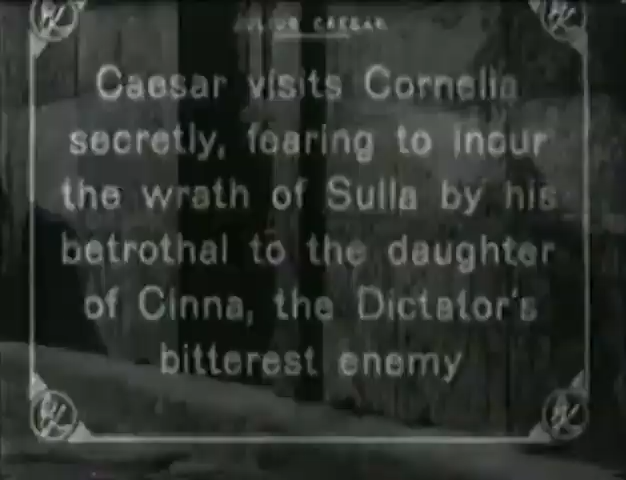 JULIUS CAESAR
Caesar visits Cornelia
secretly, fearing to incur
the wrath of Sulla by his
betrothal to the daughter
of Cinna, the Dictator's
bitterest enemy